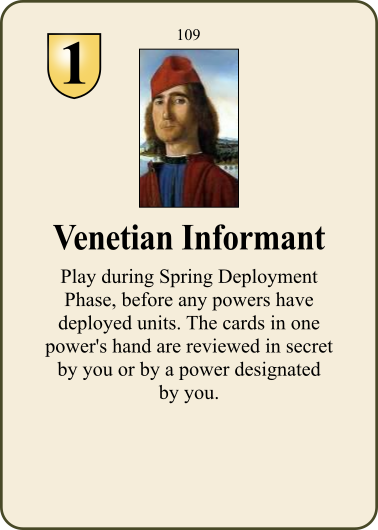 109
1
Venetian Informant
Play during Spring Deployment
Phase, before any powers have
deployed units. The cards in one
power's hand are reviewed in secret
by you or by a power designated
by you.